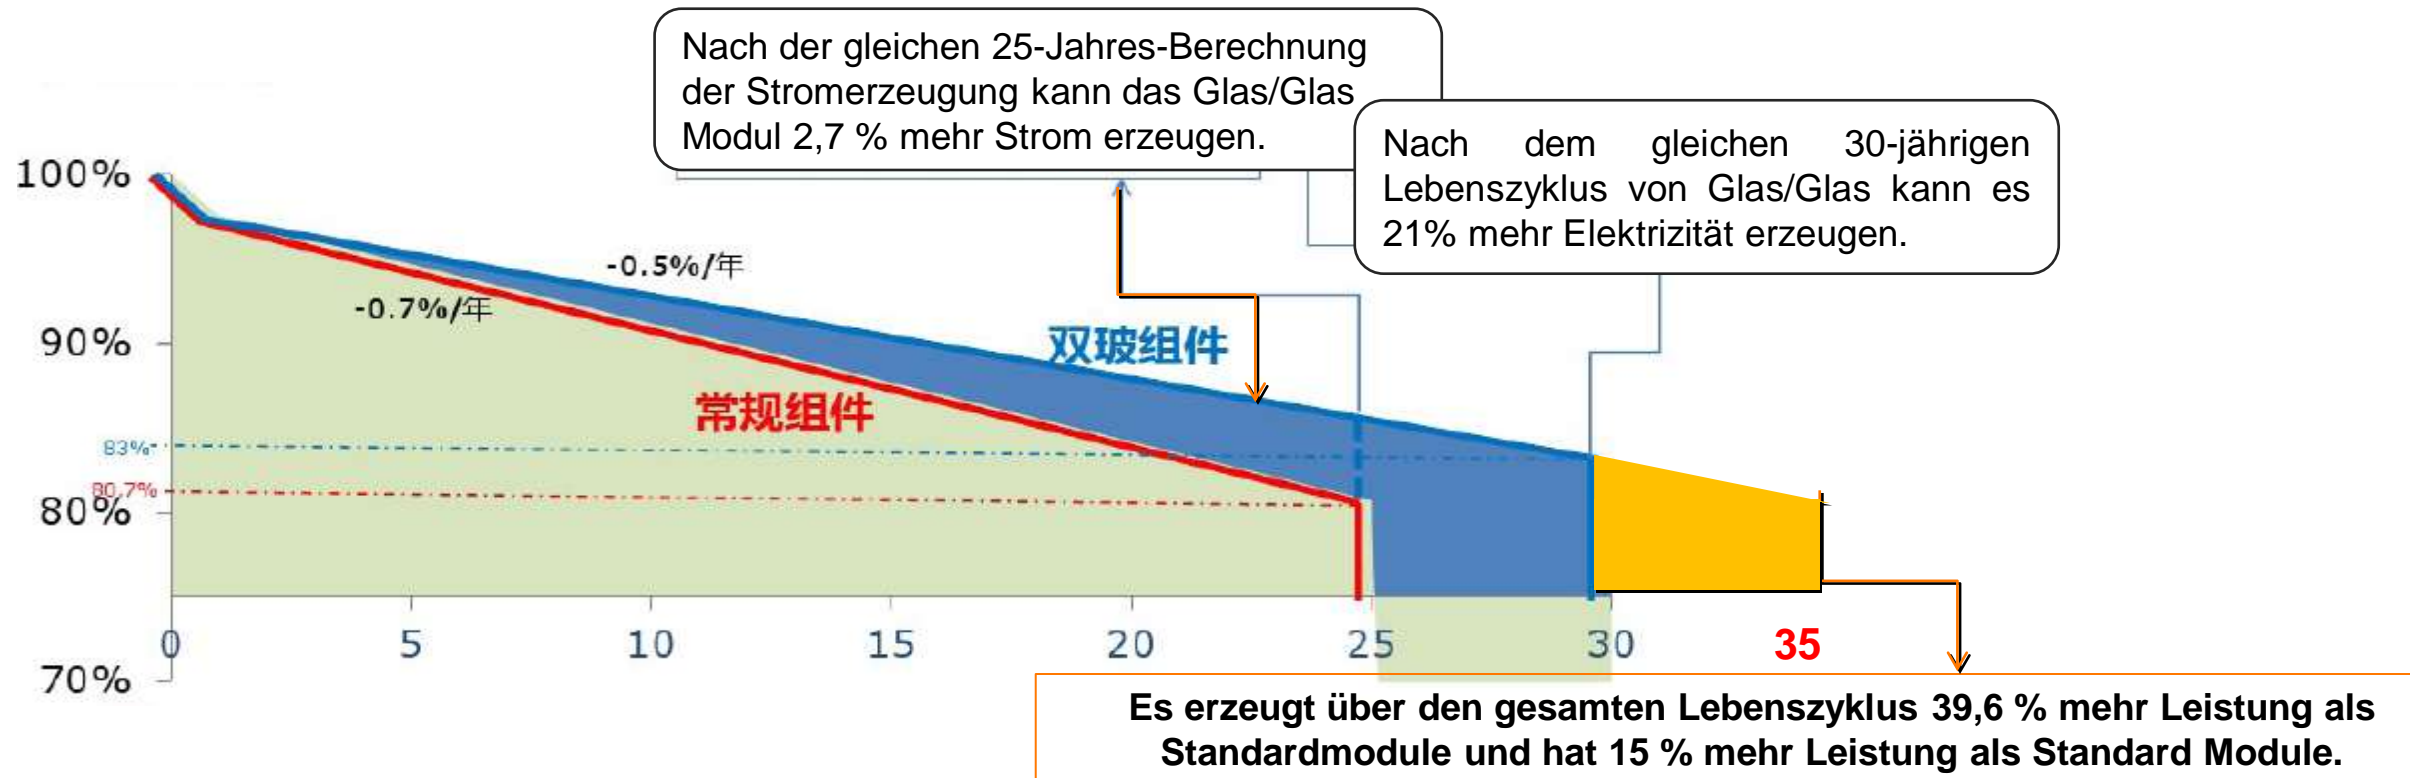 Nach der gleichen 25-Jahres-Berechnung
der Stromerzeugung kann das Glas/Glas
Modul 2,7 % mehr Strom erzeugen.
Nach dem gleichen 30-jährigen
Lebenszyklus von Glas/Glas kann es
21% mehr Elektrizität erzeugen.
100%
-0.5%/年
-0.7%/年
90%
双玻组件
常规组件
83%
80.7%
80%
0 5 10 15 20 25 30 35
70%
Es erzeugt über den gesamten Lebenszyklus 39,6 % mehr Leistung als
Standardmodule und hat 15 % mehr Leistung als Standard Module.